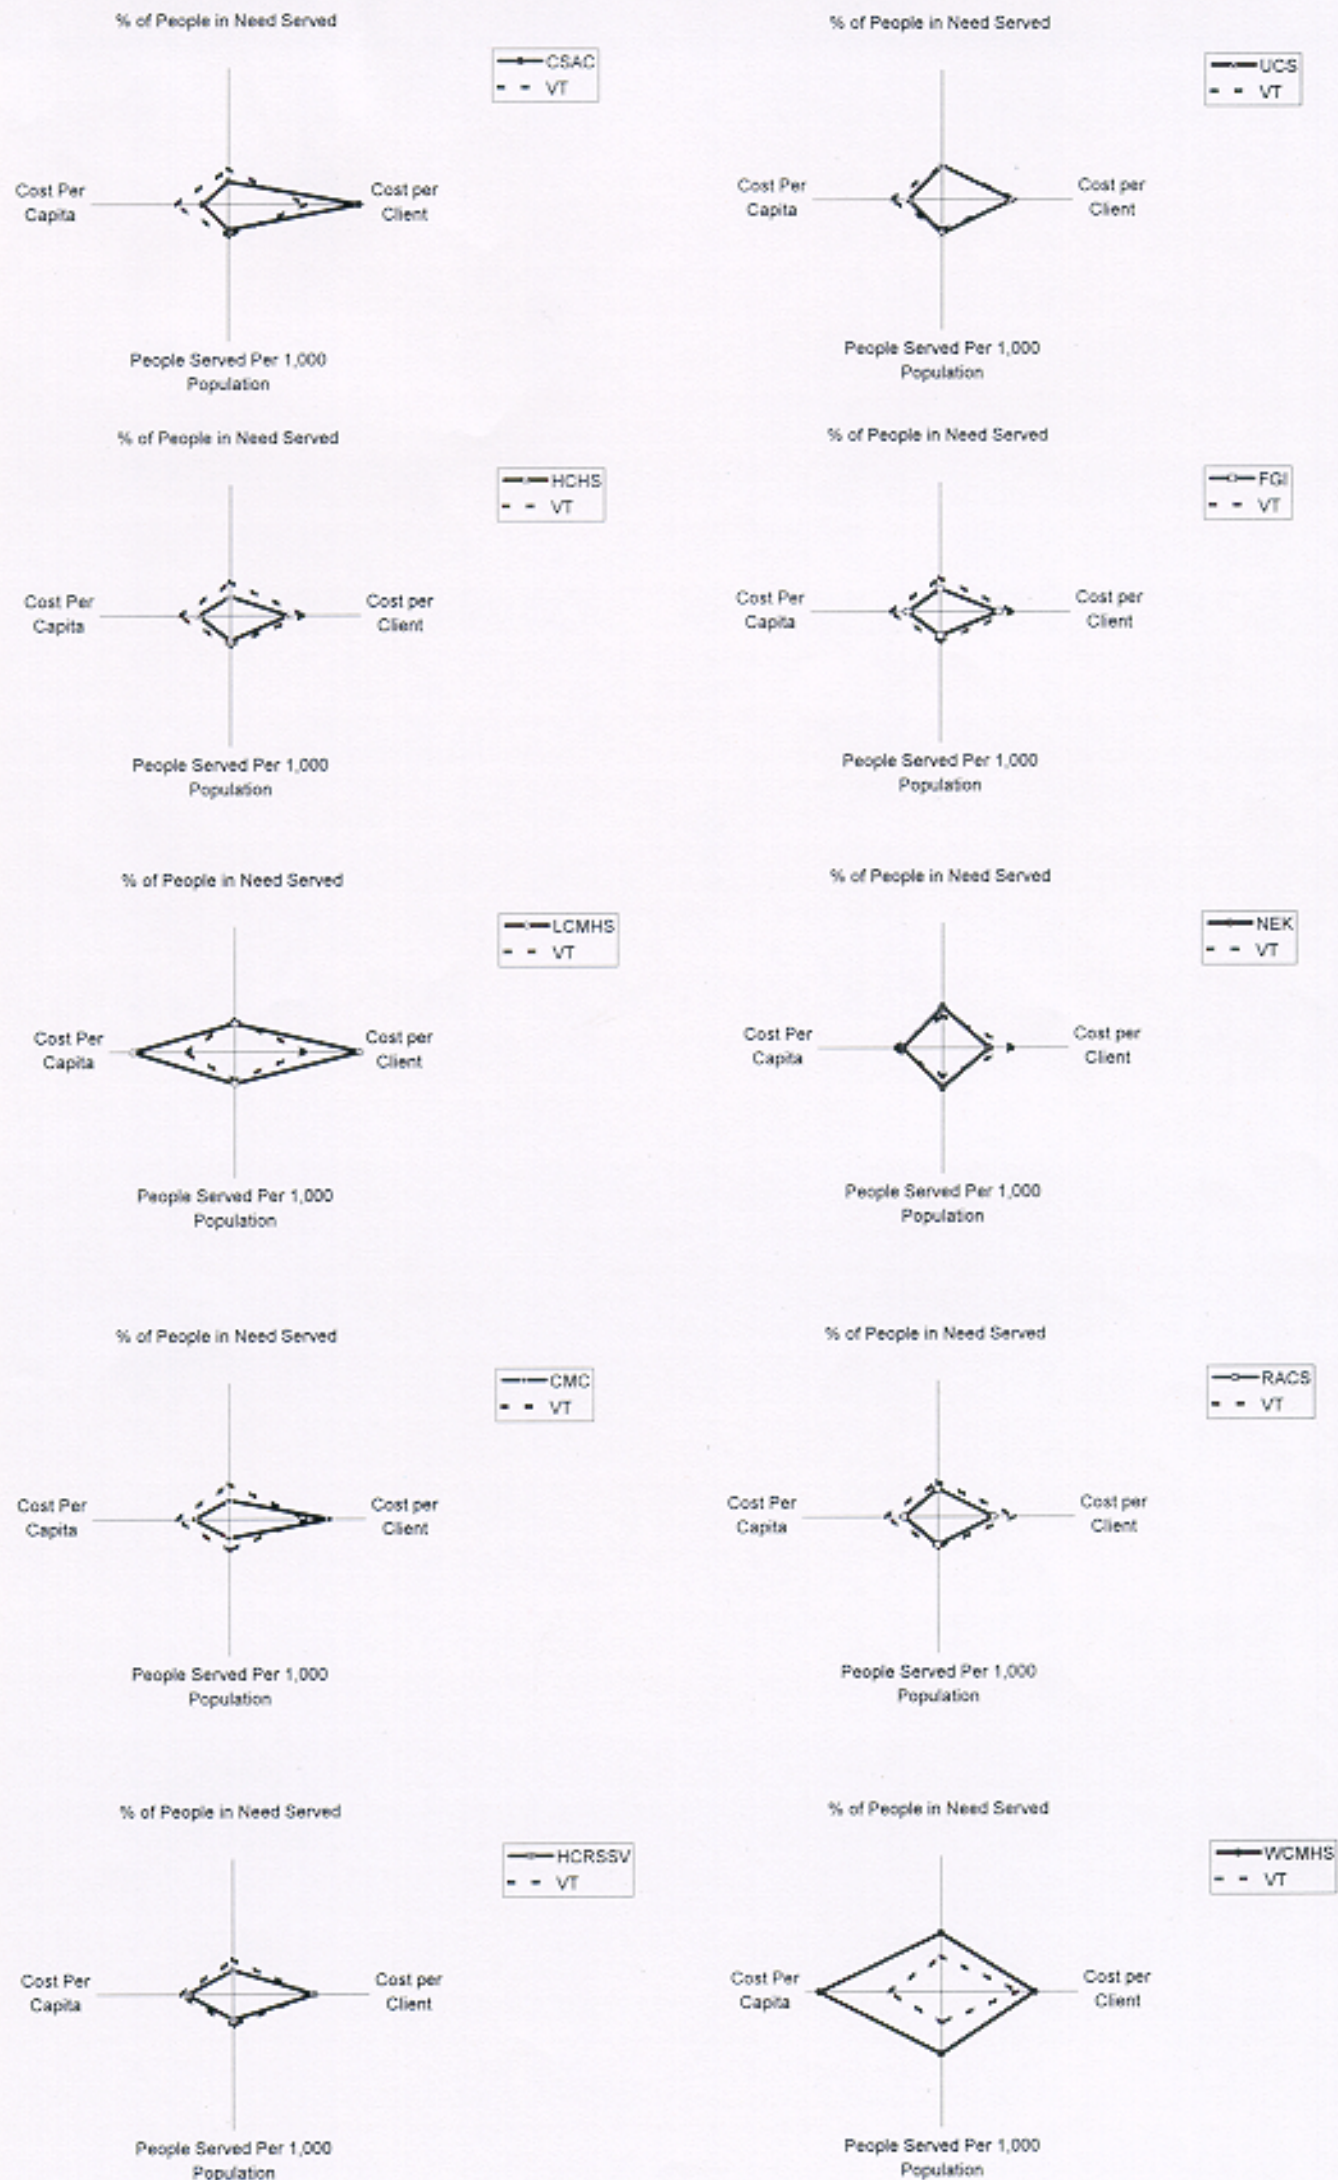 % of People in Need Served
CSAC
VT
Cost Per
Capita
Cost per
Client
People Served Per 1,000
Population
% of People in Need Served
UCS
VT
Cost Per
Capita
Cost per
Client
People Served Per 1,000
Population
% of People in Need Served
HCHS
VT
Cost Per
Capita
Cost per
Client
People Served Per 1,000
Population
% of People in Need Served
FGI
VT
Cost Per
Capita
Cost per
Client
People Served Per 1,000
Population
% of People in Need Served
LCMHS
VT
Cost Per
Capita
Cost per
Client
People Served Per 1,000
Population
% of People in Need Served
NEK
VT
Cost Per
Capita
Cost per
Client
People Served Per 1,000
Population
% of People in Need Served
CMC
VT
Cost Per
Capita
Cost per
Client
People Served Per 1,000
Population
% of People in Need Served
RACS
VT
Cost Per
Capita
Cost per
Client
People Served Per 1,000
Population
% of People in Need Served
HCRSSV
VT
Cost Per
Capita
Cost per
Client
People Served Per 1,000
Population
% of People in Need Served
WCMHS
VT
Cost Per
Capita
Cost per
Client
People Served Per 1,000
Population